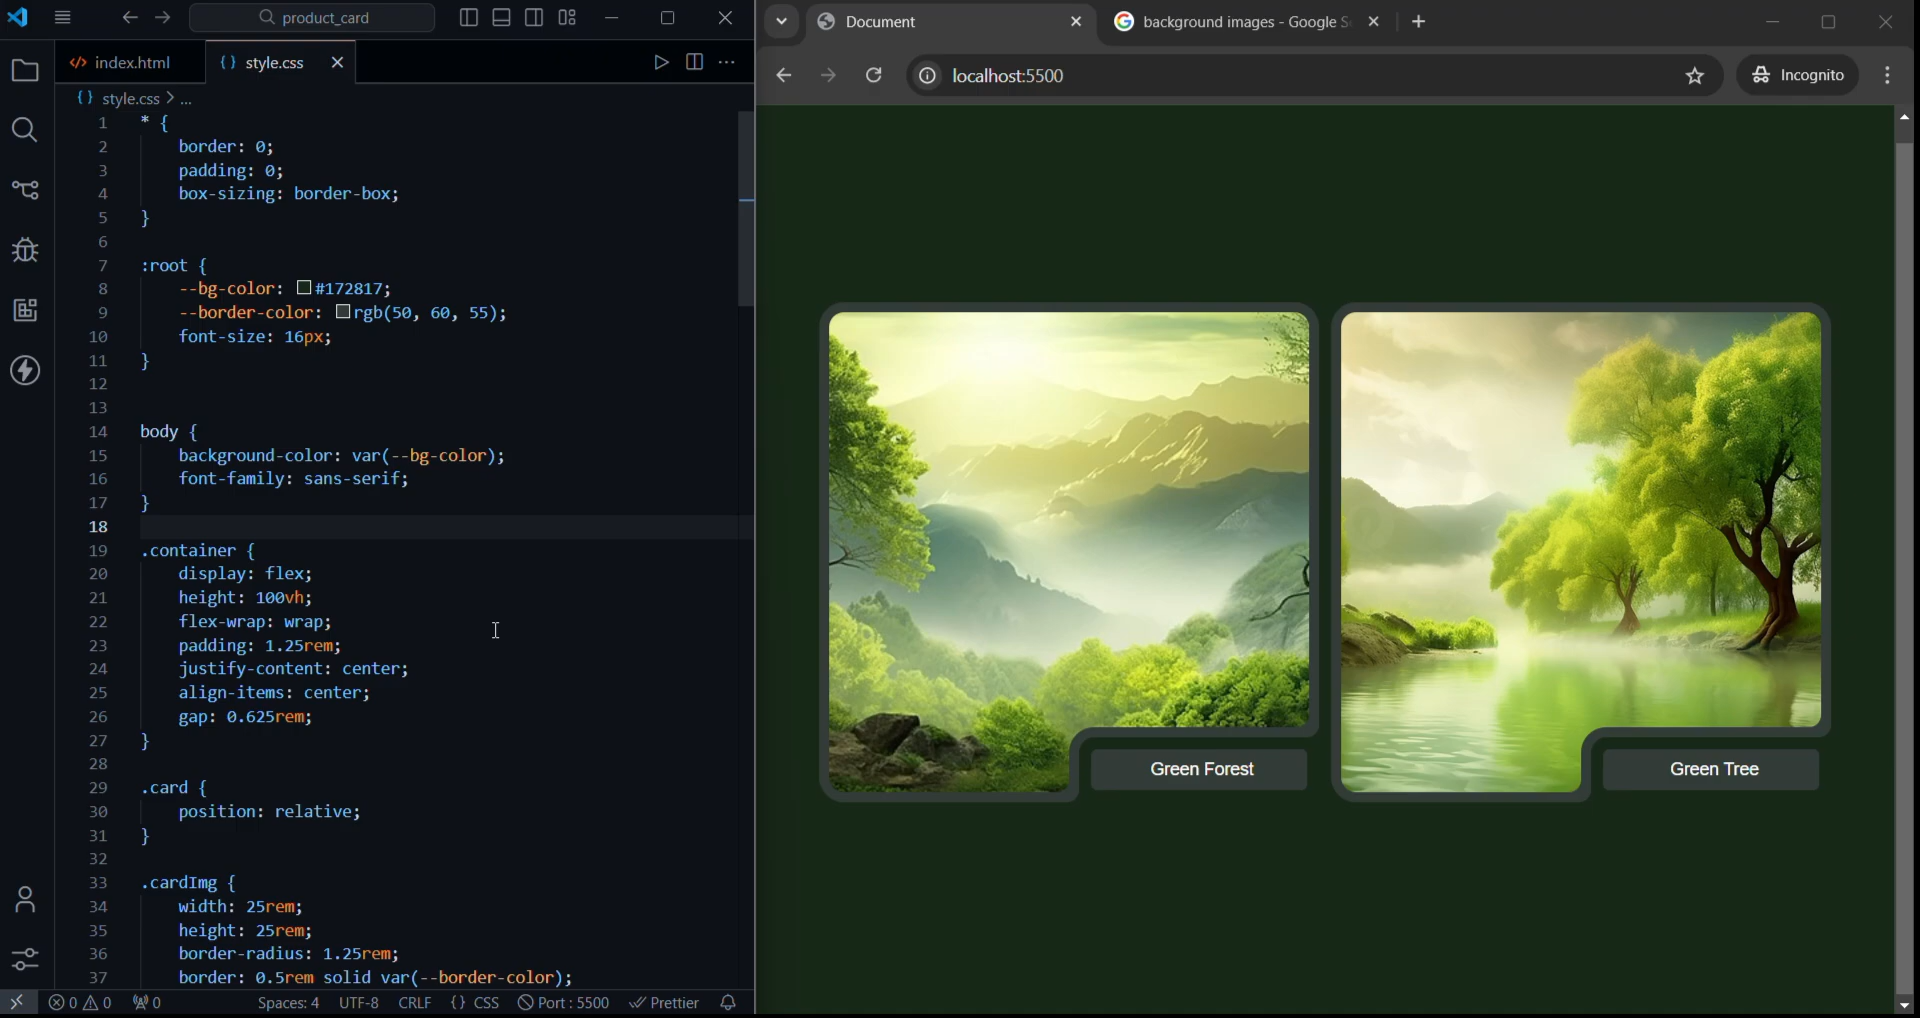 product_card
index.html
style.css
style.css > ...
1 * {
2 border: 0;
3 padding: 0;
4 box-sizing: border-box;
5 }
6
7 :root {
8 --bg-color: #172817;
9 --border-color: rgb(50, 60, 55);
10 font-size: 16px;
11 }
12
13
14 body {
15 background-color: var(--bg-color);
16 font-family: sans-serif;
17 }
18
19 .container {
20 display: flex;
21 height: 100vh;
22 flex-wrap: wrap;
23 padding: 1.25rem;
24 justify-content: center;
25 align-items: center;
26 gap: 0.625rem;
27 }
28
29 .card {
30 position: relative;
31 }
32
33 .cardImg {
34 width: 25rem;
35 height: 25rem;
36 border-radius: 1.25rem;
37 border: 0.5rem solid var(--border-color);
0 0 0 Spaces: 4 UTF-8 CRLF {} CSS Port : 5500 Prettier
Document
background images - Google S
localhost:5500
Incognito
Green Forest
Green Tree